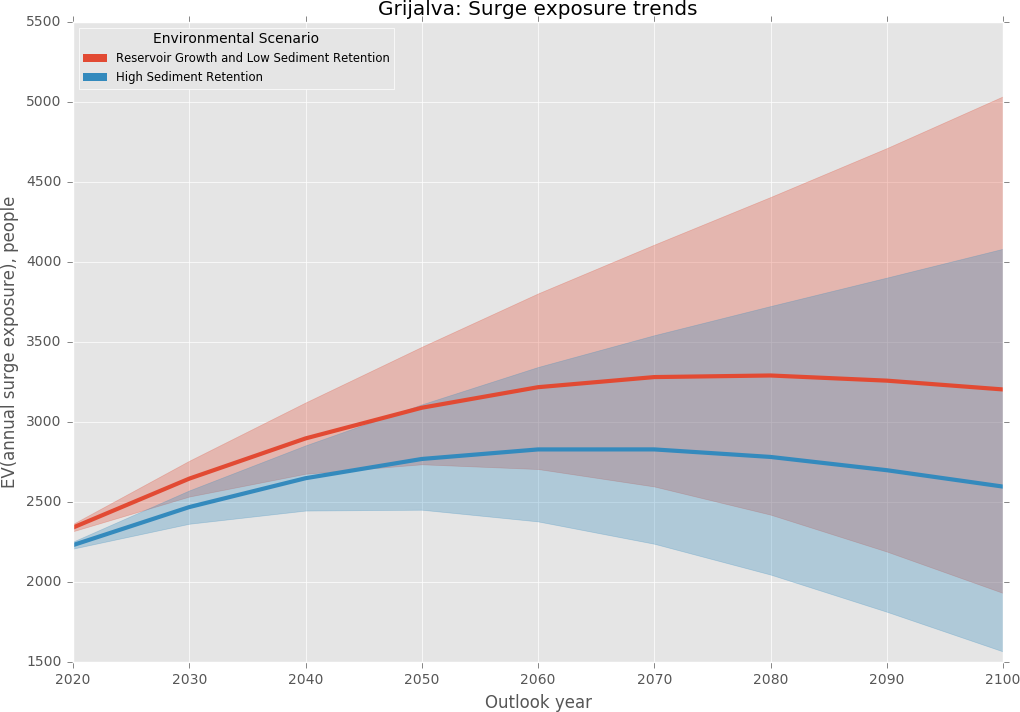 Grijalva: Surge exposure trends
Environmental Scenario
Reservoir Growth and Low Sediment Retention
High Sediment Retention
EV(annual surge exposure), people
5500
5000
4500
4000
3500
3000
2500
2000
1500
2020 2030 2040 2050 2060 2070 2080 2090 2100
Outlook year